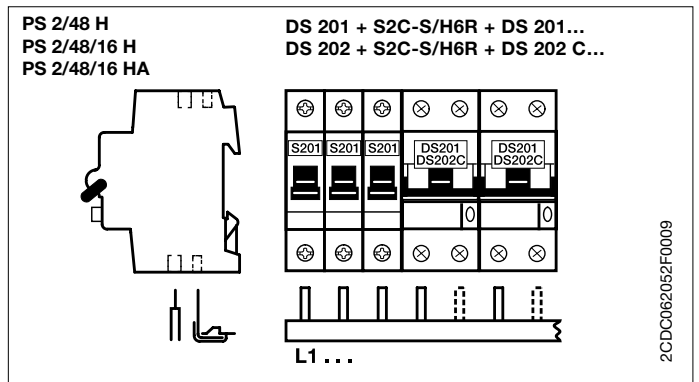 PS 2/48 H
PS 2/48/16 H
PS 2/48/16 HA
DS 201 + S2C-S/H6R + DS 201...
DS 202 + S2C-S/H6R + DS 202 C...
S201 S201 S201 DS201 DS201
DS202C DS202C
L1 . . .
2CDC062052F0009